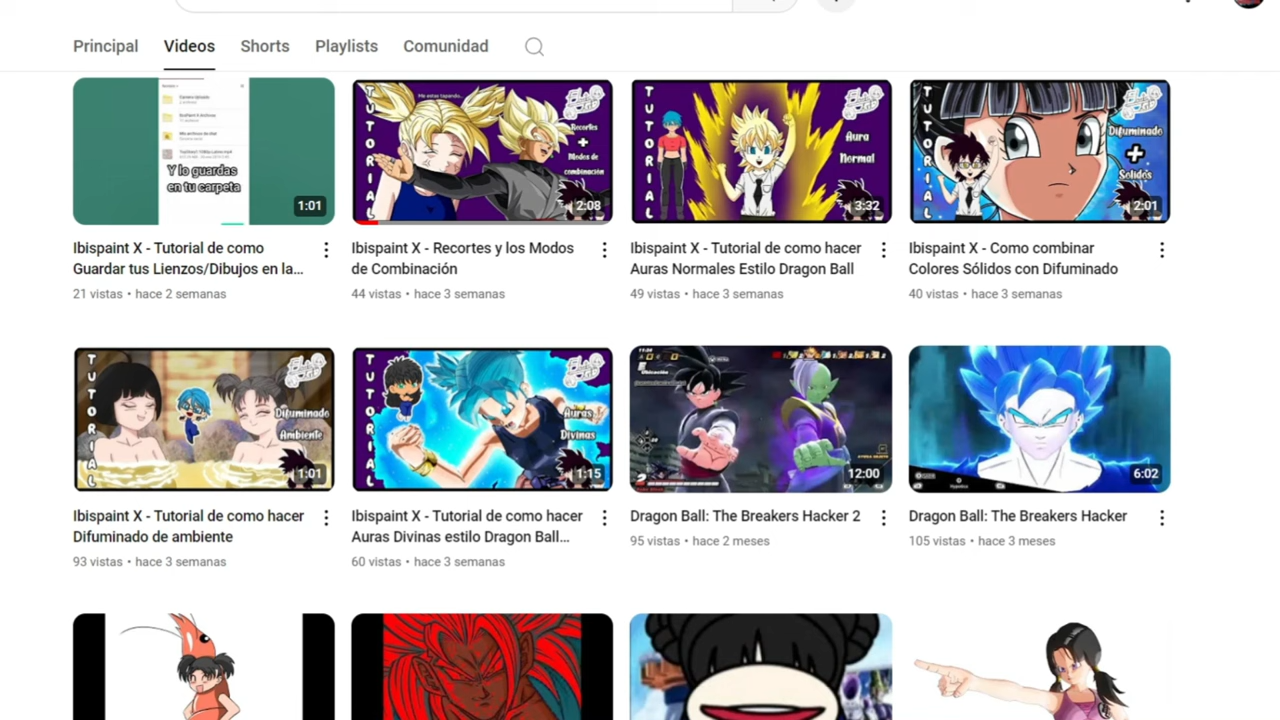 Principal Videos Shorts Playlists Comunidad
Y lo guardas
en tu carpeta
1:01
TUTORIAL
Me estas tapando...
Recortes
+
Modos de
combinación
2:08
TUTORIAL
Aura
Normal
3:32
TUTORIAL
Difuminado
+
Solidos
2:01
Ibispaint X - Tutorial de como
Guardar tus Lienzos/Dibujos en la...
21 vistas • hace 2 semanas
Ibispaint X - Recortes y los Modos
de Combinación
44 vistas • hace 3 semanas
Ibispaint X - Tutorial de como hacer
Auras Normales Estilo Dragon Ball
49 vistas • hace 3 semanas
Ibispaint X - Como combinar
Colores Sólidos con Difuminado
40 vistas • hace 3 semanas
TUTORIAL
Difuminado
Ambiente
1:01
TUTORIAL
Auras
Divinas
1:15
Ubicación
12:00
6:02
Ibispaint X - Tutorial de como hacer
Difuminado de ambiente
93 vistas • hace 3 semanas
Ibispaint X - Tutorial de como hacer
Auras Divinas estilo Dragon Ball...
60 vistas • hace 3 semanas
Dragon Ball: The Breakers Hacker 2
95 vistas • hace 2 meses
Dragon Ball: The Breakers Hacker
105 vistas • hace 3 meses